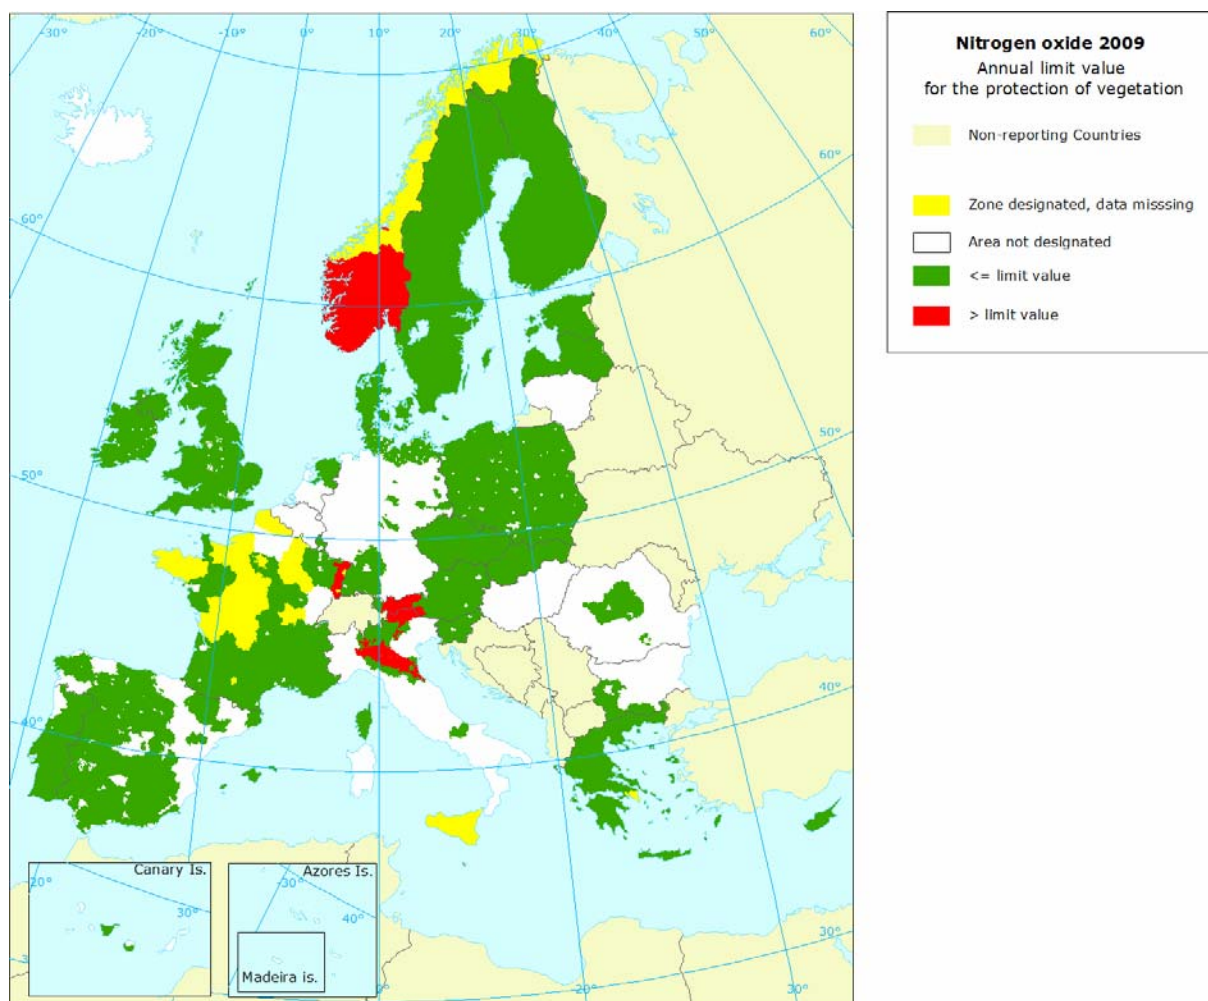 -30°
-20°
-10°
0°
10°
20°
30°
40°
50°
60°
60°
60°
50°
50°
40°
40°
30°
20°
30°
Canary Is.
-20°
30°
Azores Is.
-30°
40°
Madeira is.
0°
Nitrogen oxide 2009
Annual limit value
for the protection of vegetation
Non-reporting Countries
Zone designated, data misssing
Area not designated
<= limit value
> limit value